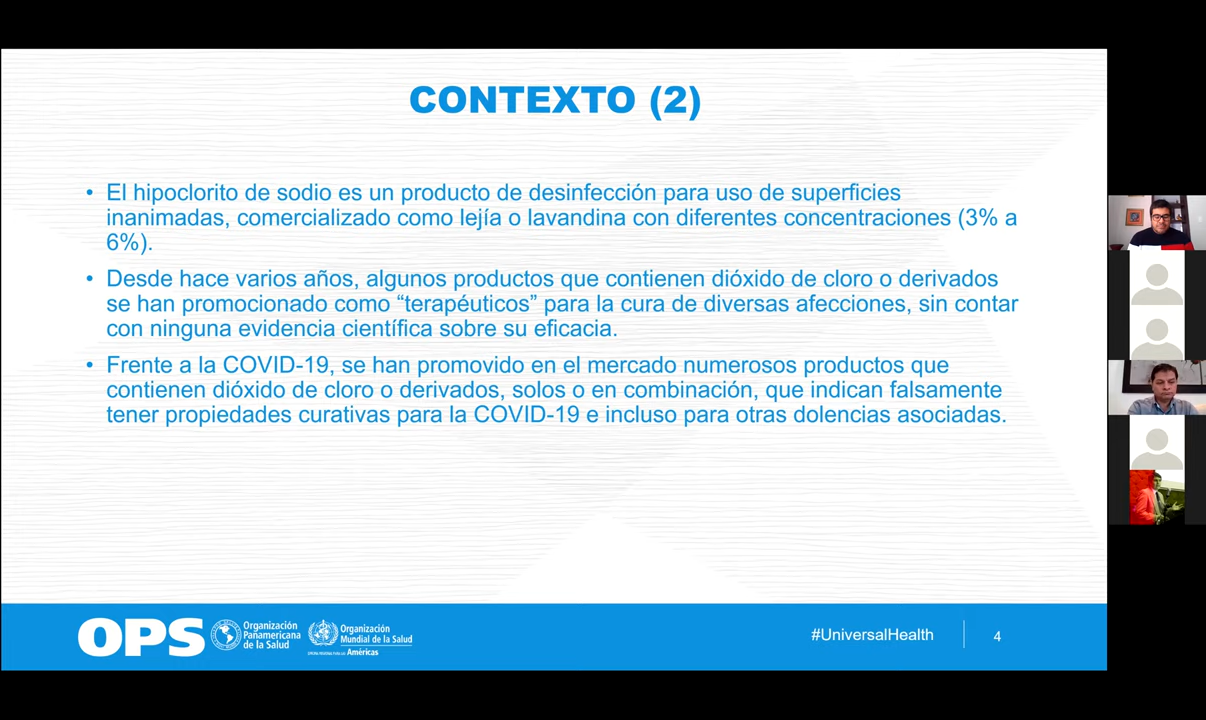 CONTEXTO (2)
• El hipoclorito de sodio es un producto de desinfección para uso de superficies
inanimadas, comercializado como lejía o lavandina con diferentes concentraciones (3% a
6%).
• Desde hace varios años, algunos productos que contienen dióxido de cloro o derivados
se han promocionado como “terapéuticos” para la cura de diversas afecciones, sin contar
con ninguna evidencia científica sobre su eficacia.
• Frente a la COVID-19, se han promovido en el mercado numerosos productos que
contienen dióxido de cloro o derivados, solos o en combinación, que indican falsamente
tener propiedades curativas para la COVID-19 e incluso para otras dolencias asociadas.
OPS
Organización
Panamericana
de la Salud
Organización
Mundial de la Salud
Américas
#UniversalHealth
4